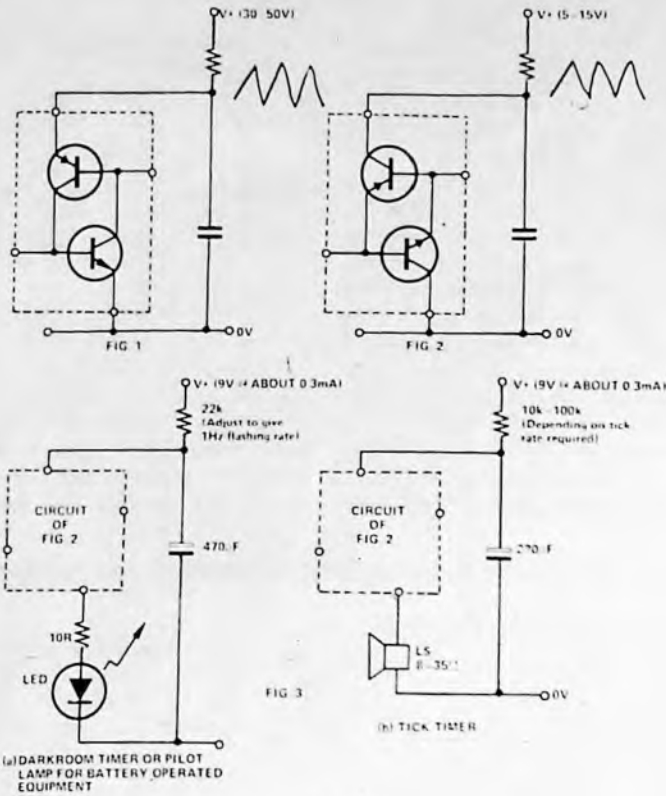 V+ (30-50V)
V+ (5-15V)
0V
0V
FIG. 1
FIG. 2
V+ (9V @ ABOUT 0.3mA)
V+ (9V @ ABOUT 0.3mA)
22k
(Adjust to give
1Hz flashing rate)
10k-100k
(Depending on tick
rate required)
CIRCUIT
OF
FIG. 2
CIRCUIT
OF
FIG. 2
10R
LED
LS
FIG. 3
0V
(b) TICK TIMER
(a) DARKROOM TIMER OR PILOT
LAMP FOR BATTERY OPERATED
EQUIPMENT